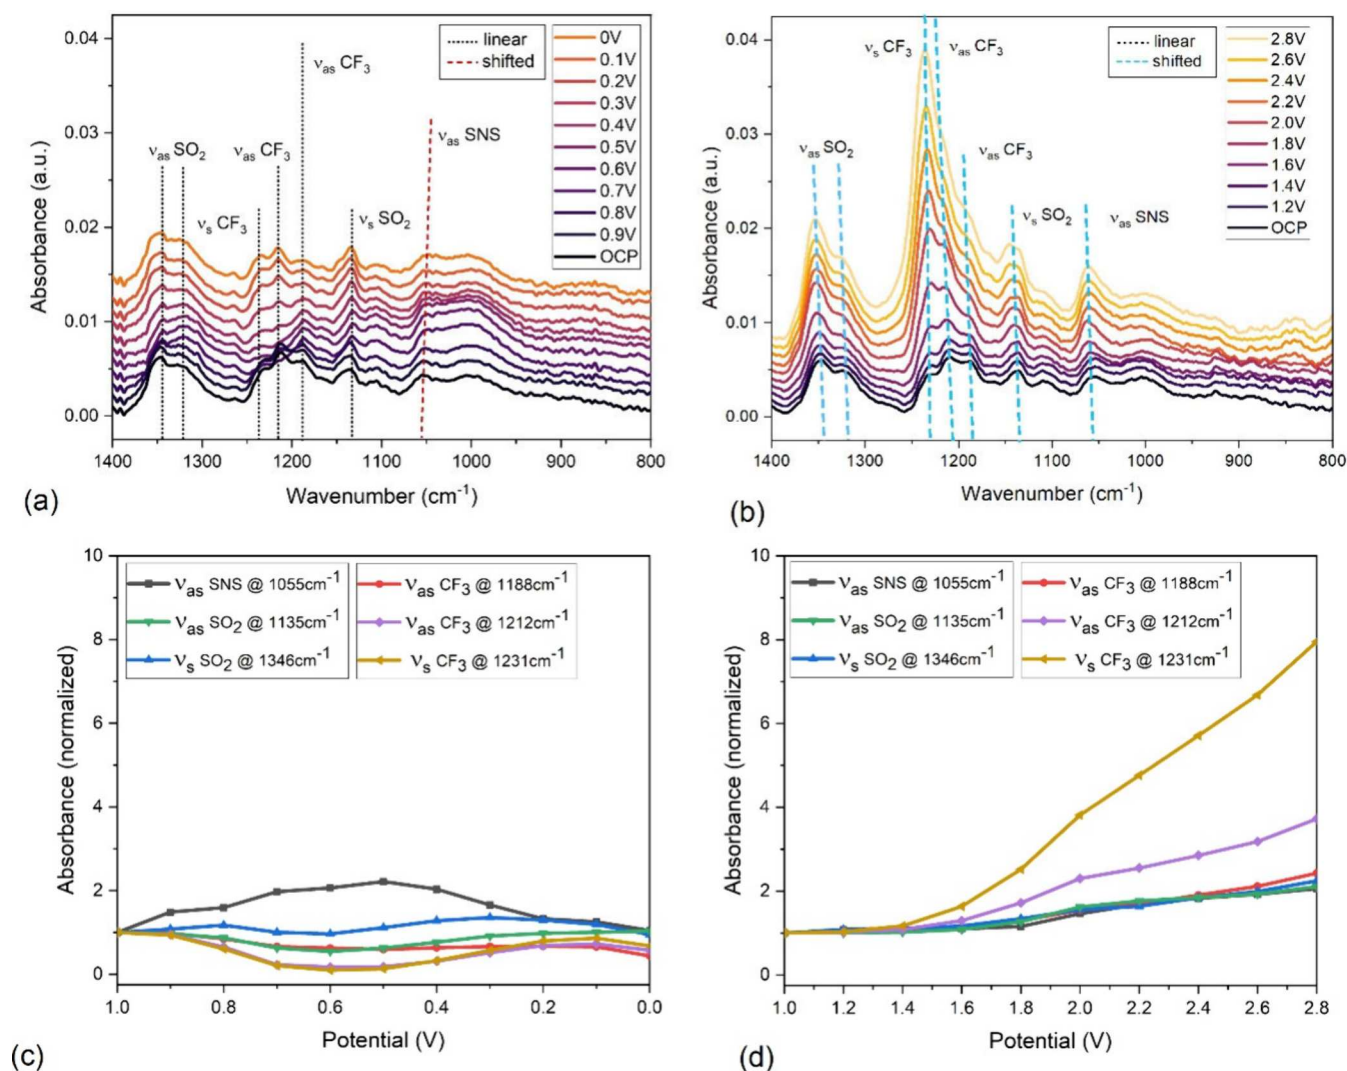 (a)
0.04
0.03
0.02
0.01
0.00
Absorbance (a.u.)
linear
shifted
0V
0.1V
0.2V
0.3V
0.4V
0.5V
0.6V
0.7V
0.8V
0.9V
OCP
νas CF3
νas SNS
νas SO2
νas CF3
νs CF3
νs SO2
1400 1300 1200 1100 1000 900 800
Wavenumber (cm-1)
(b)
0.04
0.03
0.02
0.01
0.00
Absorbance (a.u.)
linear
shifted
2.8V
2.6V
2.4V
2.2V
2.0V
1.8V
1.6V
1.4V
1.2V
OCP
νs CF3
νas CF3
νas SO2
νas CF3
νs SO2
νas SNS
1400 1300 1200 1100 1000 900 800
Wavenumber (cm-1)
(c)
10
8
6
4
2
0
Absorbance (normalized)
νas SNS @ 1055cm-1
νas SO2 @ 1135cm-1
νs SO2 @ 1346cm-1
νas CF3 @ 1188cm-1
νas CF3 @ 1212cm-1
νs CF3 @ 1231cm-1
1.0 0.8 0.6 0.4 0.2 0.0
Potential (V)
(d)
10
8
6
4
2
0
Absorbance (normalized)
νas SNS @ 1055cm-1
νas SO2 @ 1135cm-1
νs SO2 @ 1346cm-1
νas CF3 @ 1188cm-1
νas CF3 @ 1212cm-1
νs CF3 @ 1231cm-1
1.0 1.2 1.4 1.6 1.8 2.0 2.2 2.4 2.6 2.8
Potential (V)